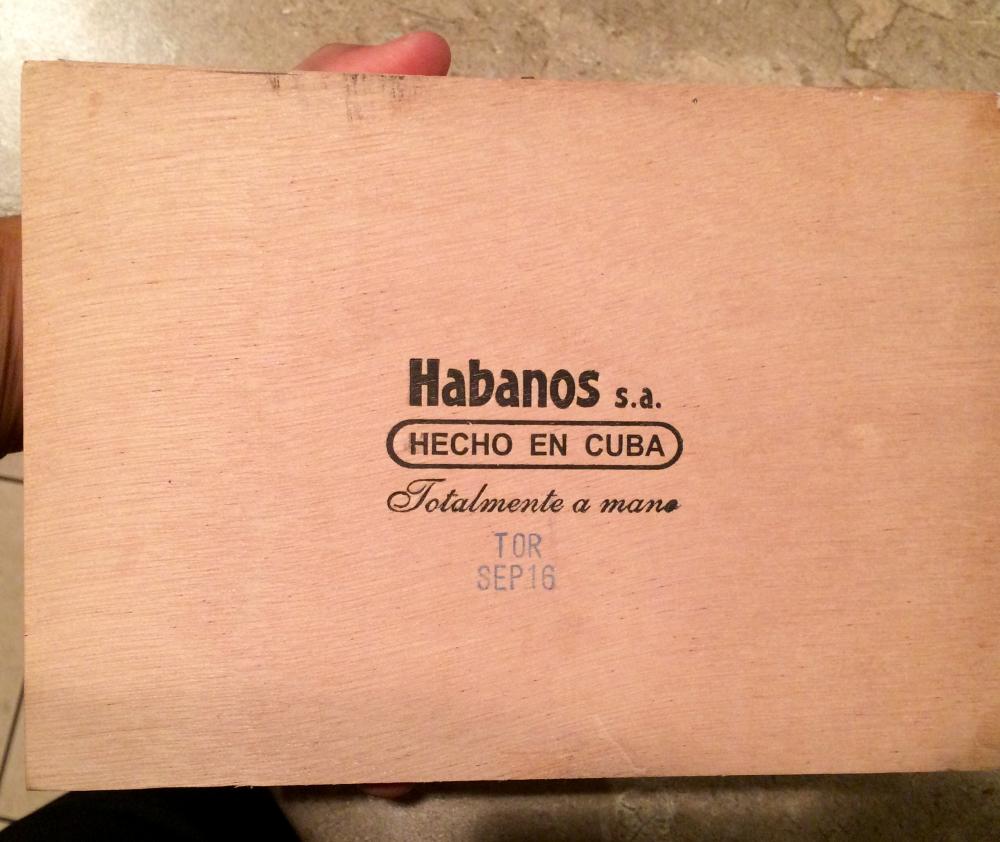 Habanos s.a.
HECHO EN CUBA
Totalmente a mano
TOR
SEP16